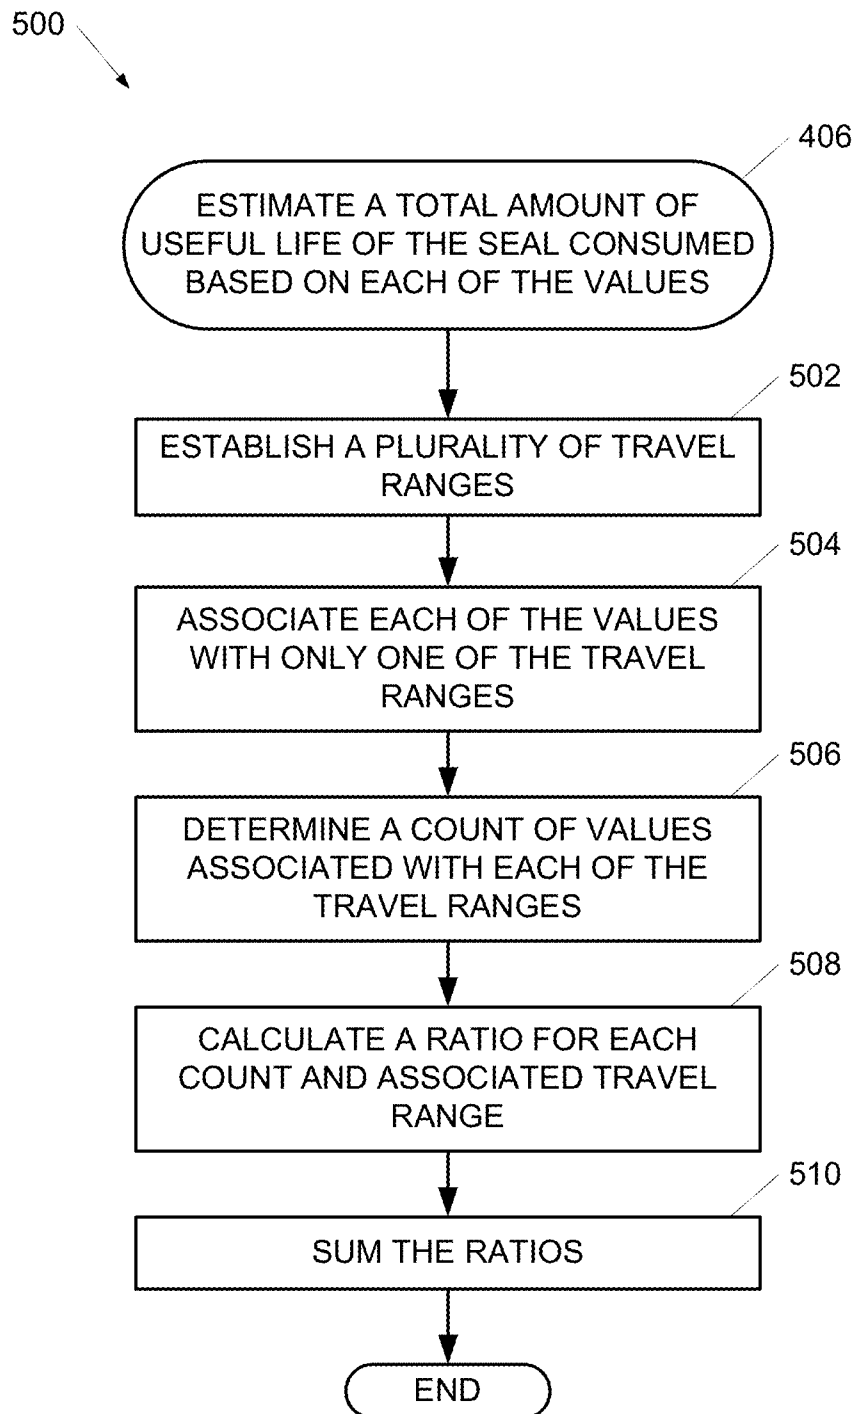 500
406
ESTIMATE A TOTAL AMOUNT OF
USEFUL LIFE OF THE SEAL CONSUMED
BASED ON EACH OF THE VALUES
502
ESTABLISH A PLURALITY OF TRAVEL
RANGES
504
ASSOCIATE EACH OF THE VALUES
WITH ONLY ONE OF THE TRAVEL
RANGES
506
DETERMINE A COUNT OF VALUES
ASSOCIATED WITH EACH OF THE
TRAVEL RANGES
508
CALCULATE A RATIO FOR EACH
COUNT AND ASSOCIATED TRAVEL
RANGE
510
SUM THE RATIOS
END